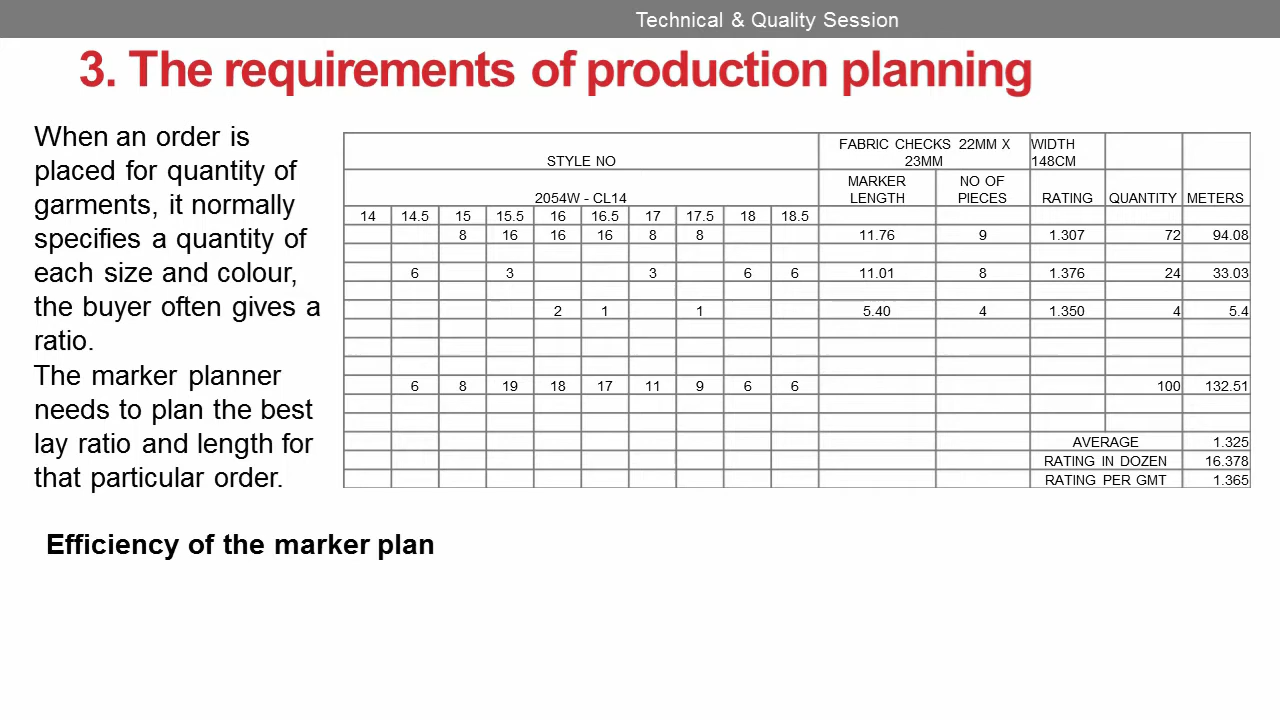 Technical & Quality Session
3. The requirements of production planning
When an order is
placed for quantity of
garments, it normally
specifies a quantity of
each size and colour,
the buyer often gives a
ratio.
The marker planner
needs to plan the best
lay ratio and length for
that particular order.
STYLE NO FABRIC CHECKS 22MM X 23MM WIDTH 148CM
2054W - CL14 MARKER LENGTH NO OF PIECES RATING QUANTITY METERS
14 14.5 15 15.5 16 16.5 17 17.5 18 18.5
8 16 16 16 8 8 11.76 9 1.307 72 94.08
6 3 3 6 6 11.01 8 1.376 24 33.03
2 1 1 5.40 4 1.350 4 5.4
6 8 19 18 17 11 9 6 6 100 132.51
AVERAGE 1.325
RATING IN DOZEN 16.378
RATING PER GMT 1.365
Efficiency of the marker plan